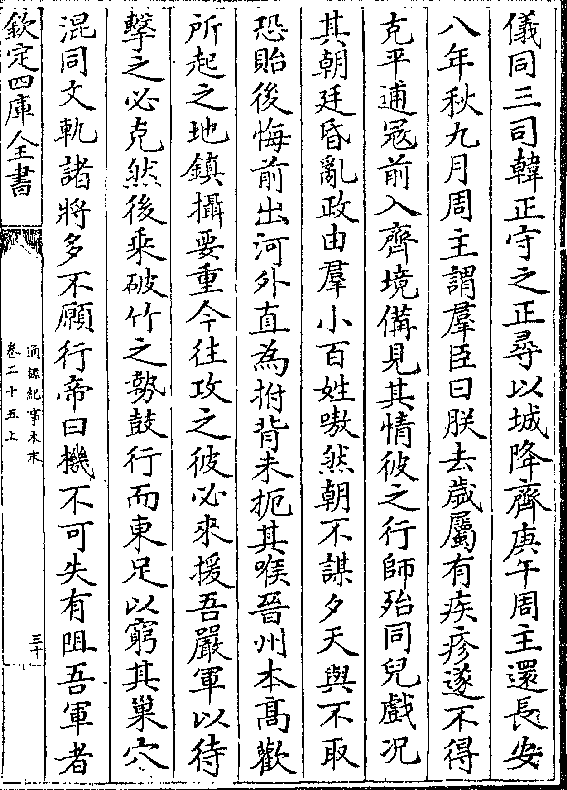 儀同三司韓正守之正尋以城降齊庚午周主還長安
八年秋九月周主謂羣臣曰朕去歲屬有疾疹遂不得
克平逋寇前入齊境備見其情彼之行師殆同兒戲况
其朝廷昏亂政由羣小百姓嗷然朝不謀夕天與不取
恐貽後悔前出河外直為拊背未扼其喉晉州本髙歡
所起之地鎮攝要重今往攻之彼必來援吾嚴軍以待
擊之必克然後乘破竹之勢鼓行而東足以窮其巢穴
混同文軌諸將多不願行帝曰機不可失有阻吾軍者
欽定四庫全書
通鑑紀事本末
卷二十五上
三十